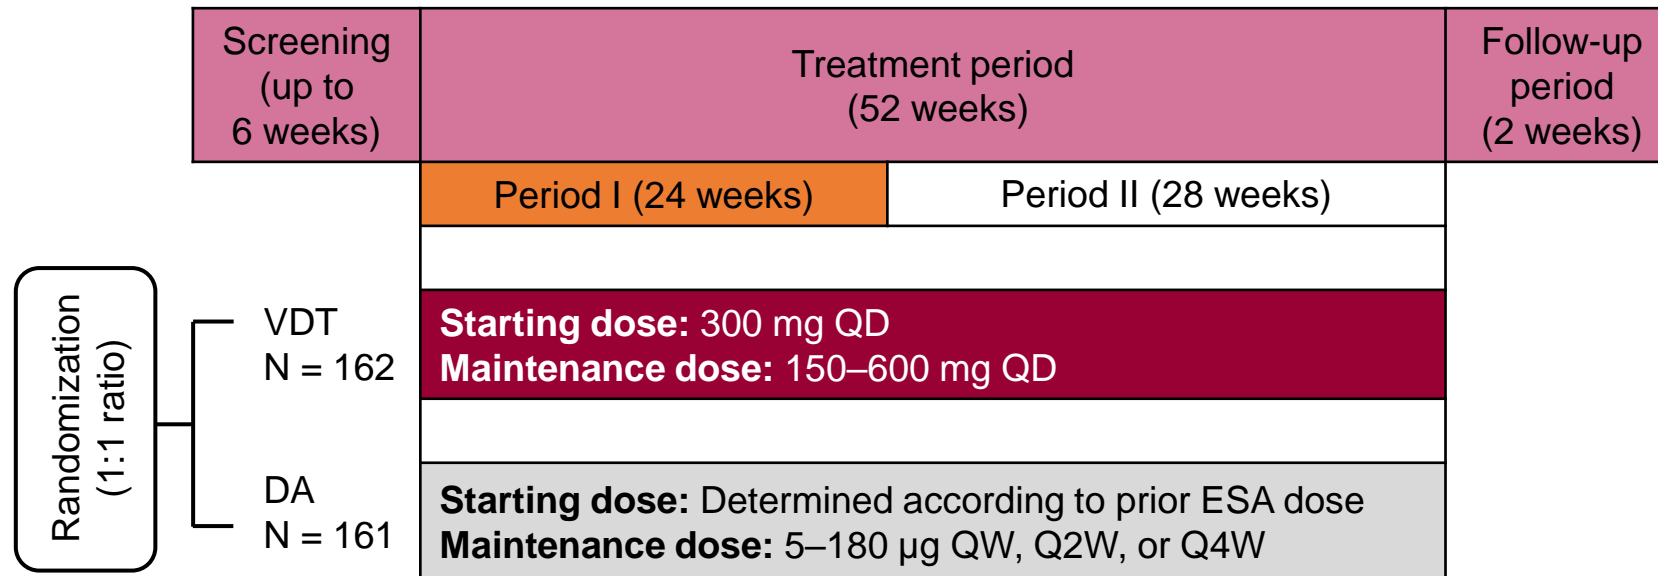 Screening
(up to
6 weeks)
Treatment period
(52 weeks)
Follow-up
period
(2 weeks)
Period I (24 weeks)
Period II (28 weeks)
Randomization
(1:1 ratio)
VDT
N = 162
Starting dose: 300 mg QD
Maintenance dose: 150–600 mg QD
DA
N = 161
Starting dose: Determined according to prior ESA dose
Maintenance dose: 5–180 µg QW, Q2W, or Q4W